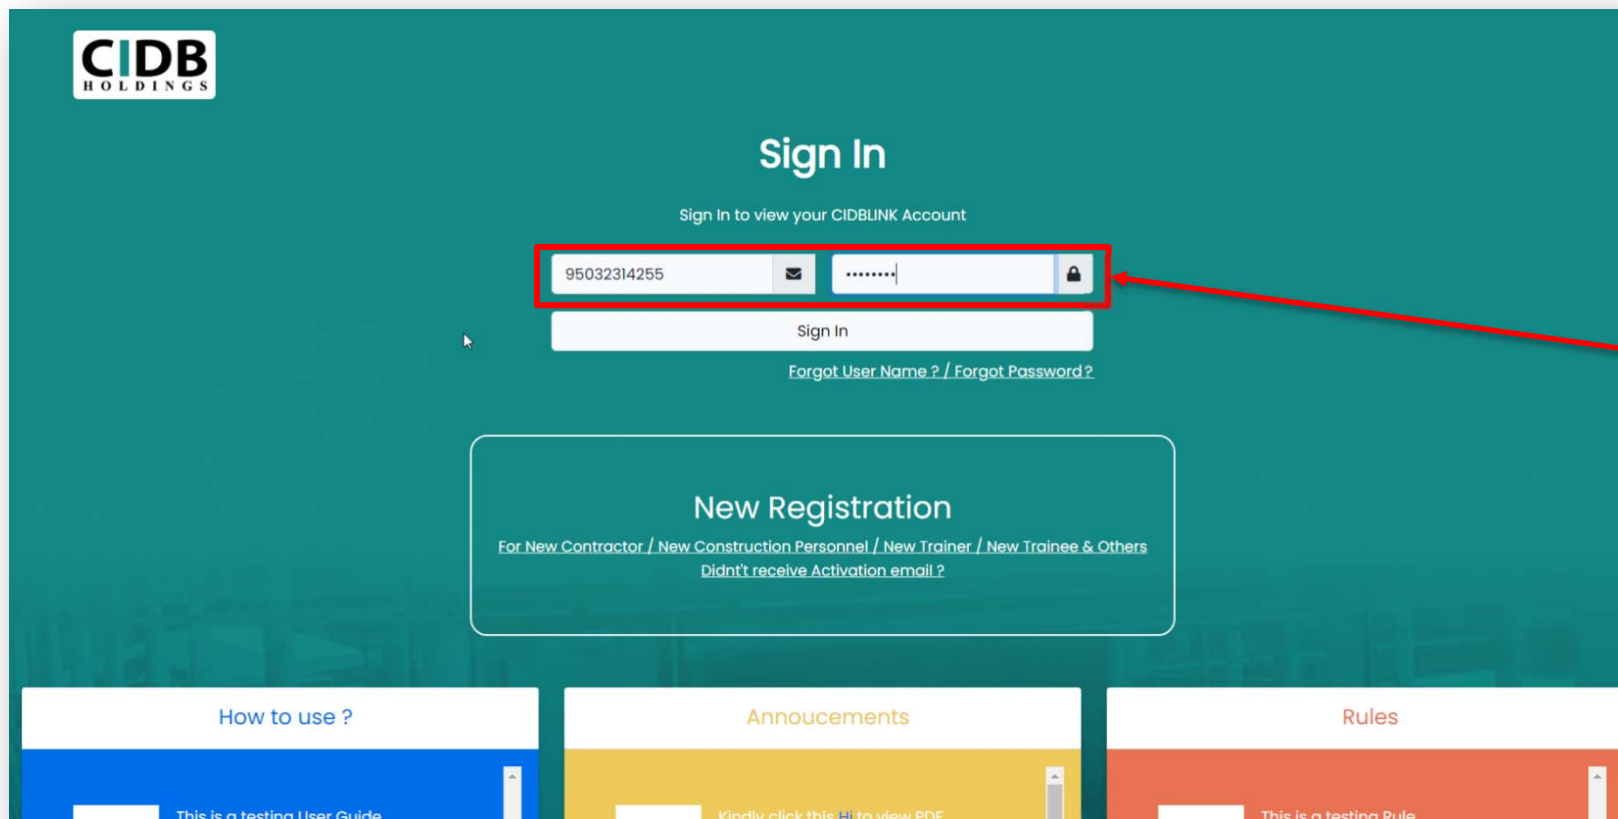 CIDB
HOLDINGS
Sign In
Sign In to view your CIDBLINK Account
95032314255
••••••••
Sign In
Forgot User Name ? / Forgot Password ?
New Registration
For New Contractor / New Construction Personnel / New Trainer / New Trainee & Others
Didnt't receive Activation email ?
How to use ?
Annoucements
Rules
This is a testing User Guide
Kindly click this Hi to view PDF
This is a testing Rule